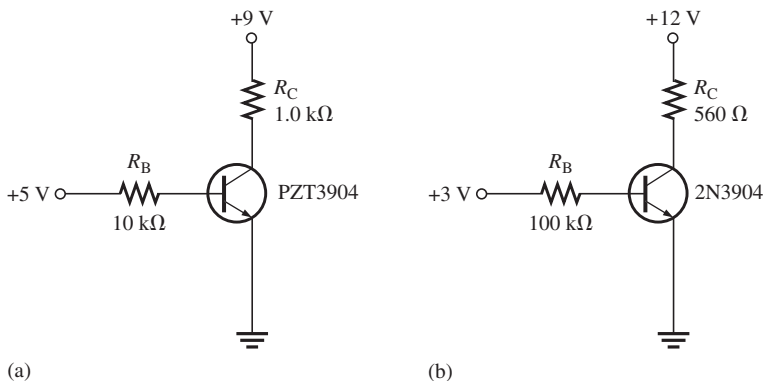 +9 V
R_C
1.0 kΩ
R_B
+5 V
PZT3904
10 kΩ
(a)
+12 V
R_C
560 Ω
R_B
+3 V
2N3904
100 kΩ
(b)